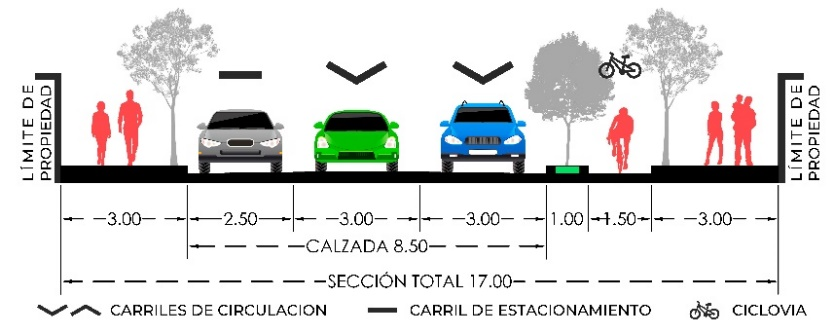 LÍMITE DE
PROPIEDAD
LÍMITE DE
PROPIEDAD
3.00 2.50 3.00 3.00 1.00 1.50 3.00
CALZADA 8.50
SECCIÓN TOTAL 17.00
CARRILES DE CIRCULACION CARRIL DE ESTACIONAMIENTO CICLOVIA